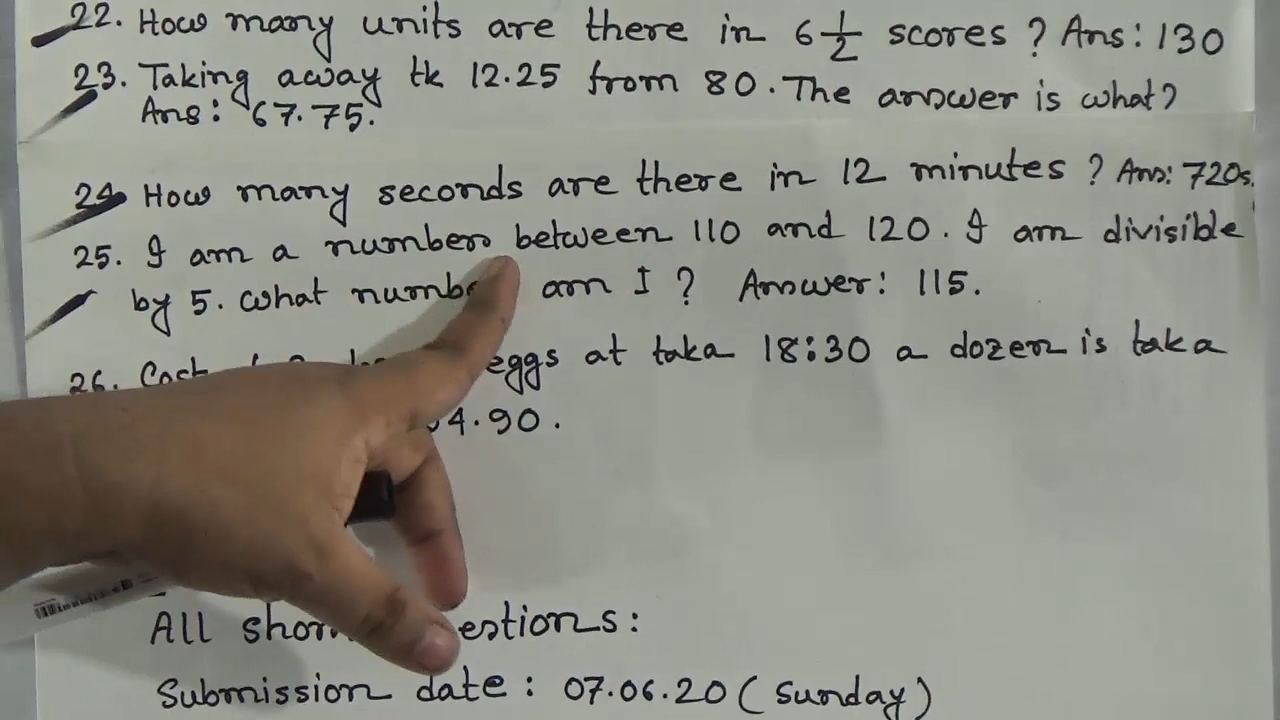 22. How many units are there in 6 1/2 scores ? Ans: 130
23. Taking away tk 12.25 from 80. The answer is what?
Ans: 67.75.
24. How many seconds are there in 12 minutes ? Ans: 720s.
25. I am a number between 110 and 120. I am divisible
by 5. What am I ? Answer: 115.
26. eggs at taka 18:30 a dozen is taka
4.90.
All
Submission date : 07.06.20 (Sunday)